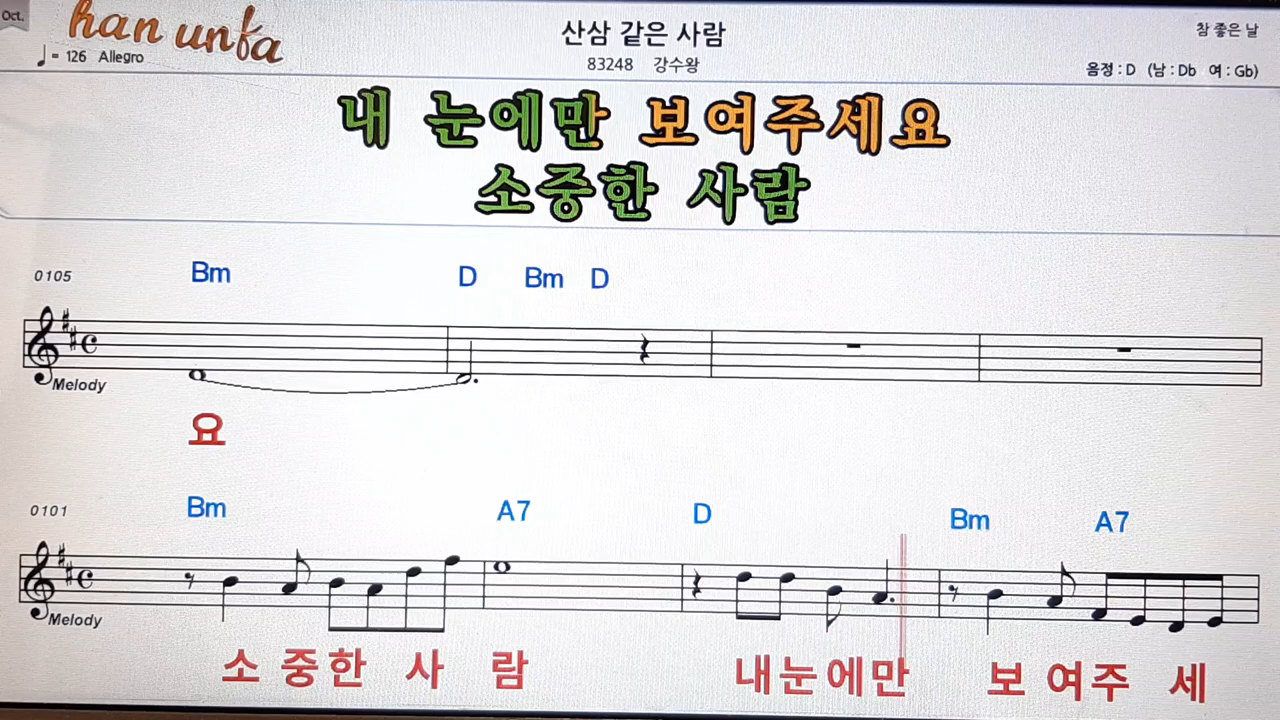 Oct.
han unfa
산삼 같은 사람
참 좋은 날
♩ = 126 Allegro
83248 강수왕
음정 : D (남 : Db 여 : Gb)
내 눈에만 보여주세요
소중한 사람
0105 Bm D Bm D
Melody
요
0101 Bm A7 D Bm A7
Melody
소 중한 사 람 내눈에만 보 여주 세